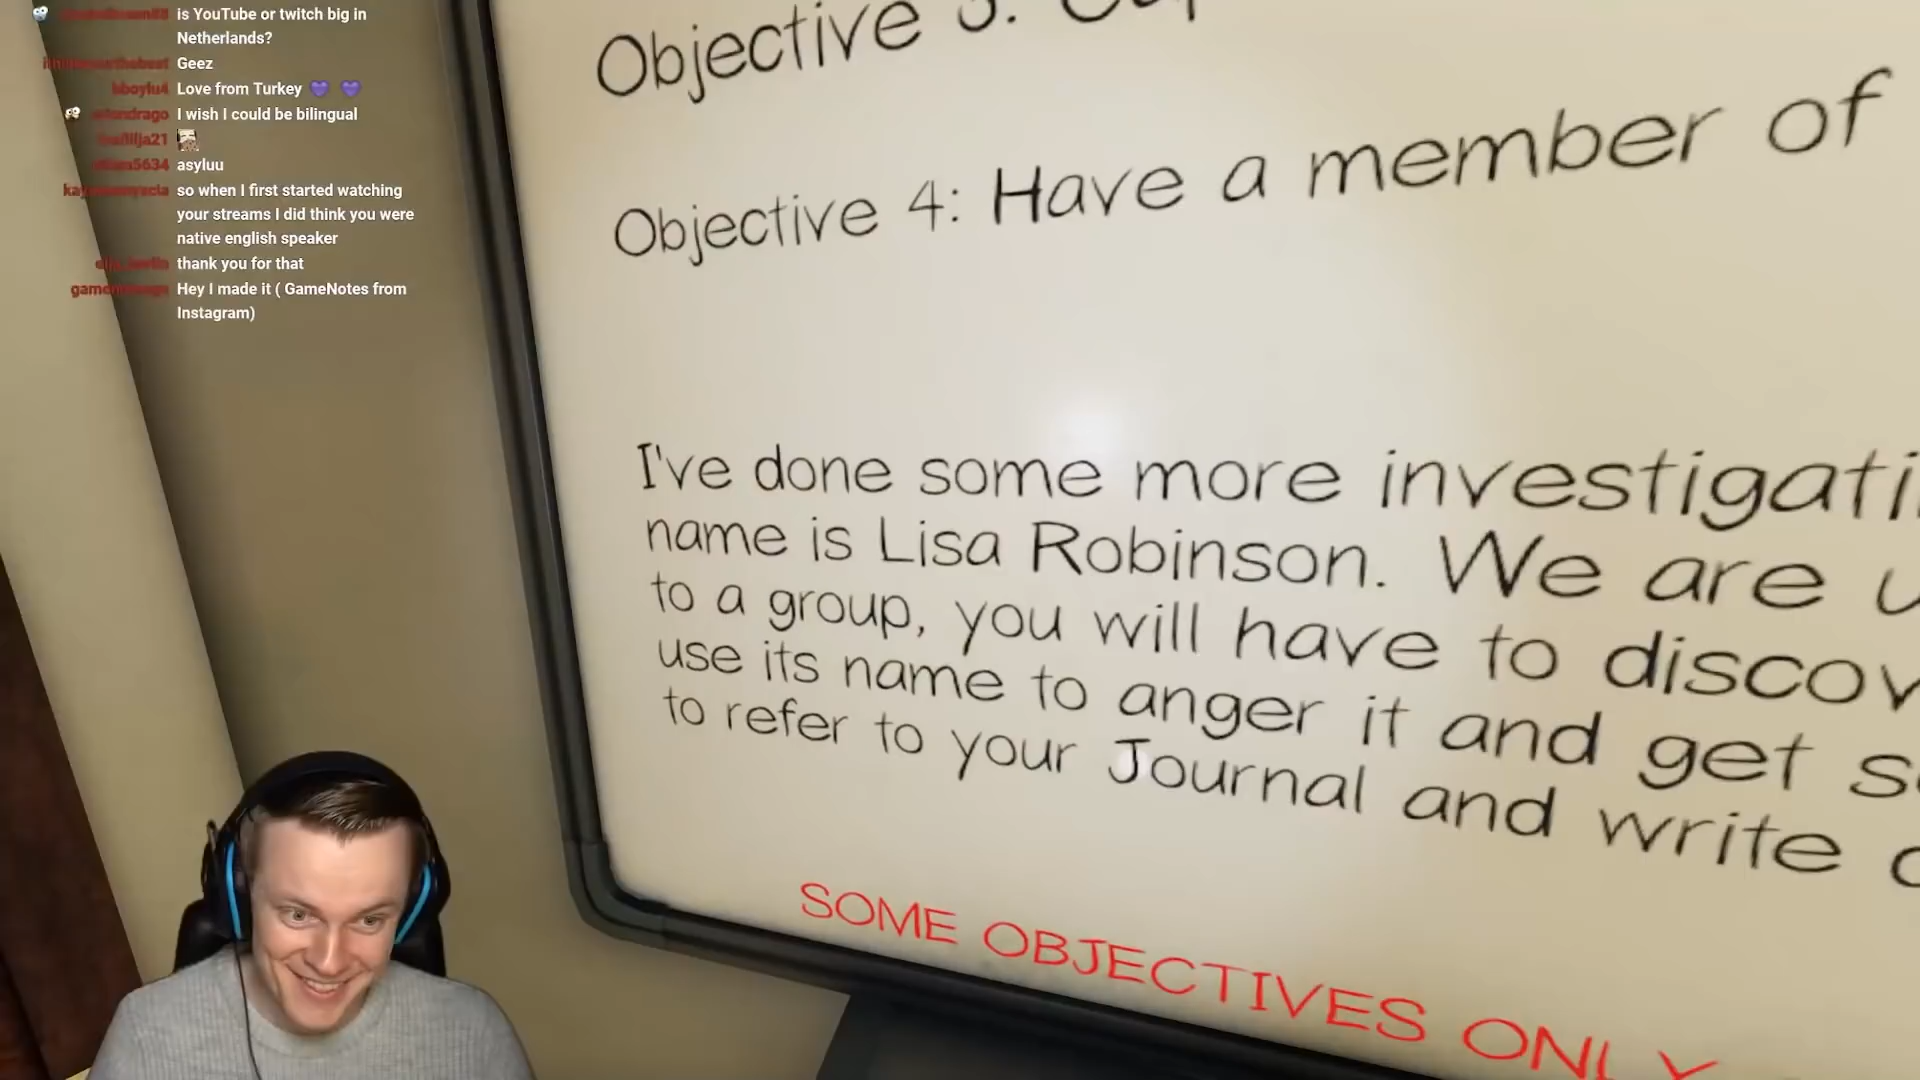 is YouTube or twitch big in
Netherlands?
Geez
bboylu4 Love from Turkey
I wish I could be bilingual
asyluu
so when I first started watching
your streams I did think you were
native english speaker
thank you for that
Hey I made it ( GameNotes from
Instagram)
Objective
Objective 4: Have a member of
I've done some more
name is Lisa Robinson. We are
to a group, you will have to
use its name to anger it and get
to refer to your Journal and write
SOME OBJECTIVES ONLY